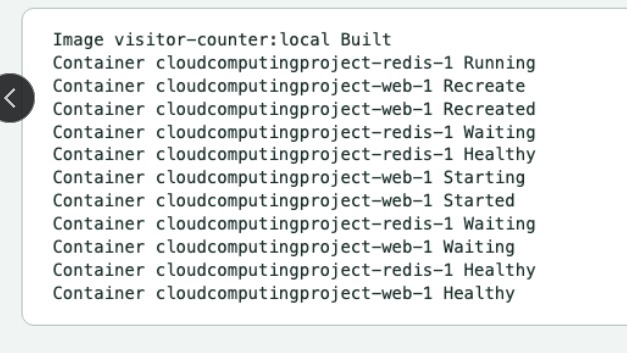 Image visitor-counter:local Built
Container cloudcomputingproject-redis-1 Running
Container cloudcomputingproject-web-1 Recreate
Container cloudcomputingproject-web-1 Recreated
Container cloudcomputingproject-redis-1 Waiting
Container cloudcomputingproject-redis-1 Healthy
Container cloudcomputingproject-web-1 Starting
Container cloudcomputingproject-web-1 Started
Container cloudcomputingproject-redis-1 Waiting
Container cloudcomputingproject-web-1 Waiting
Container cloudcomputingproject-redis-1 Healthy
Container cloudcomputingproject-web-1 Healthy